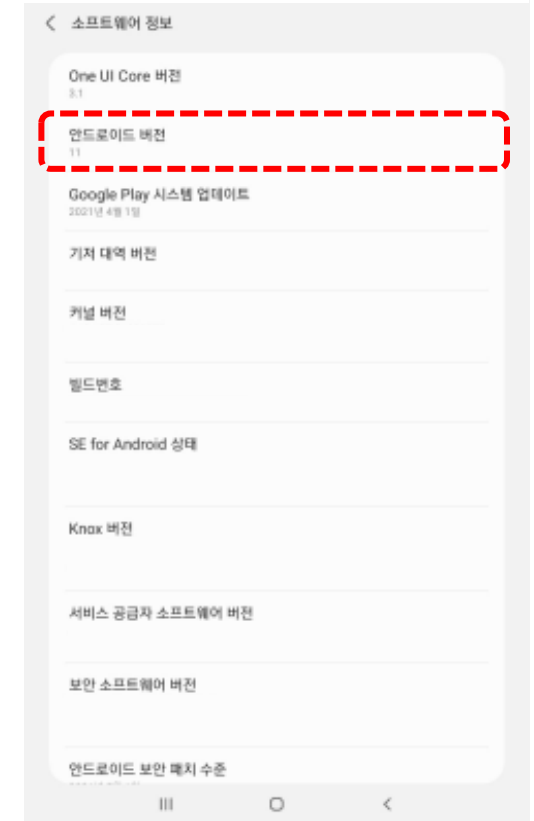 소프트웨어 정보
One UI Core 버전
3.1
안드로이드 버전
11
Google Play 시스템 업데이트
2021년 4월 1일
기저 대역 버전
커널 버전
빌드번호
SE for Android 상태
Knox 버전
서비스 공급자 소프트웨어 버전
보안 소프트웨어 버전
안드로이드 보안 패치 수준